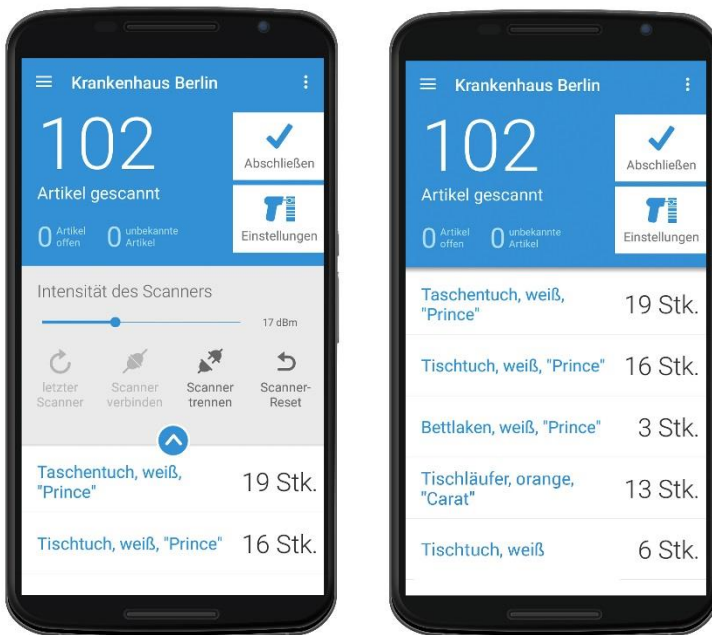 Krankenhaus Berlin
102
Artikel gescannt
0 Artikel offen
0 unbekannte Artikel
Abschließen
Einstellungen
Intensität des Scanners
17 dBm
letzter Scanner
Scanner verbinden
Scanner trennen
Scanner-Reset
Taschentuch, weiß,
"Prince"
19 Stk.
Tischtuch, weiß, "Prince"
16 Stk.
Krankenhaus Berlin
102
Artikel gescannt
0 Artikel offen
0 unbekannte Artikel
Abschließen
Einstellungen
Taschentuch, weiß,
"Prince"
19 Stk.
Tischtuch, weiß, "Prince"
16 Stk.
Bettlaken, weiß, "Prince"
3 Stk.
Tischläufer, orange,
"Carat"
13 Stk.
Tischtuch, weiß
6 Stk.